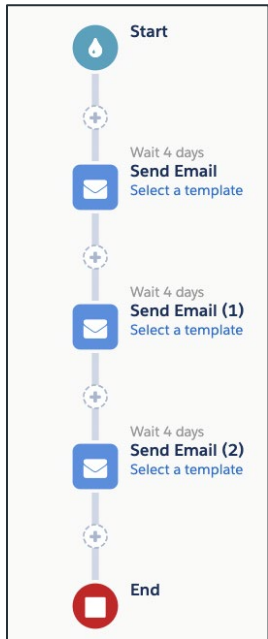 Start
Wait 4 days
Send Email
Select a template
Wait 4 days
Send Email (1)
Select a template
Wait 4 days
Send Email (2)
Select a template
End